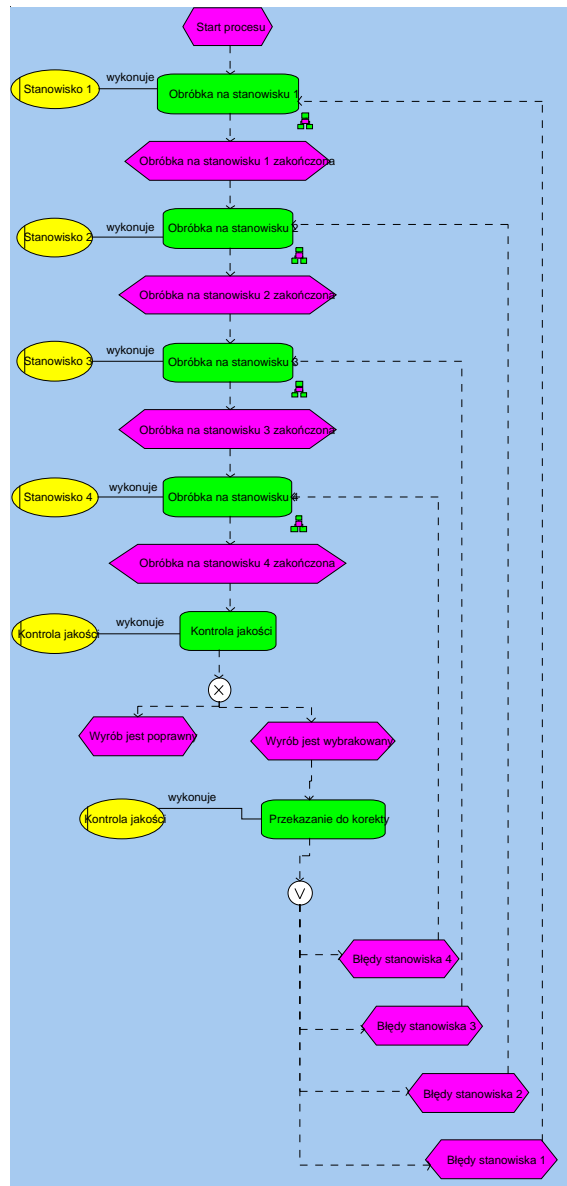 Start procesu
wykonuje
Stanowisko 1
Obróbka na stanowisku 1
Obróbka na stanowisku 1 zakończona
wykonuje
Stanowisko 2
Obróbka na stanowisku 2
Obróbka na stanowisku 2 zakończona
wykonuje
Stanowisko 3
Obróbka na stanowisku 3
Obróbka na stanowisku 3 zakończona
wykonuje
Stanowisko 4
Obróbka na stanowisku 4
Obróbka na stanowisku 4 zakończona
wykonuje
Kontrola jakości
Kontrola jakości
Wyrób jest poprawny
Wyrób jest wybrakowany
wykonuje
Kontrola jakości
Przekazanie do korekty
Błędy stanowiska 4
Błędy stanowiska 3
Błędy stanowiska 2
Błędy stanowiska 1